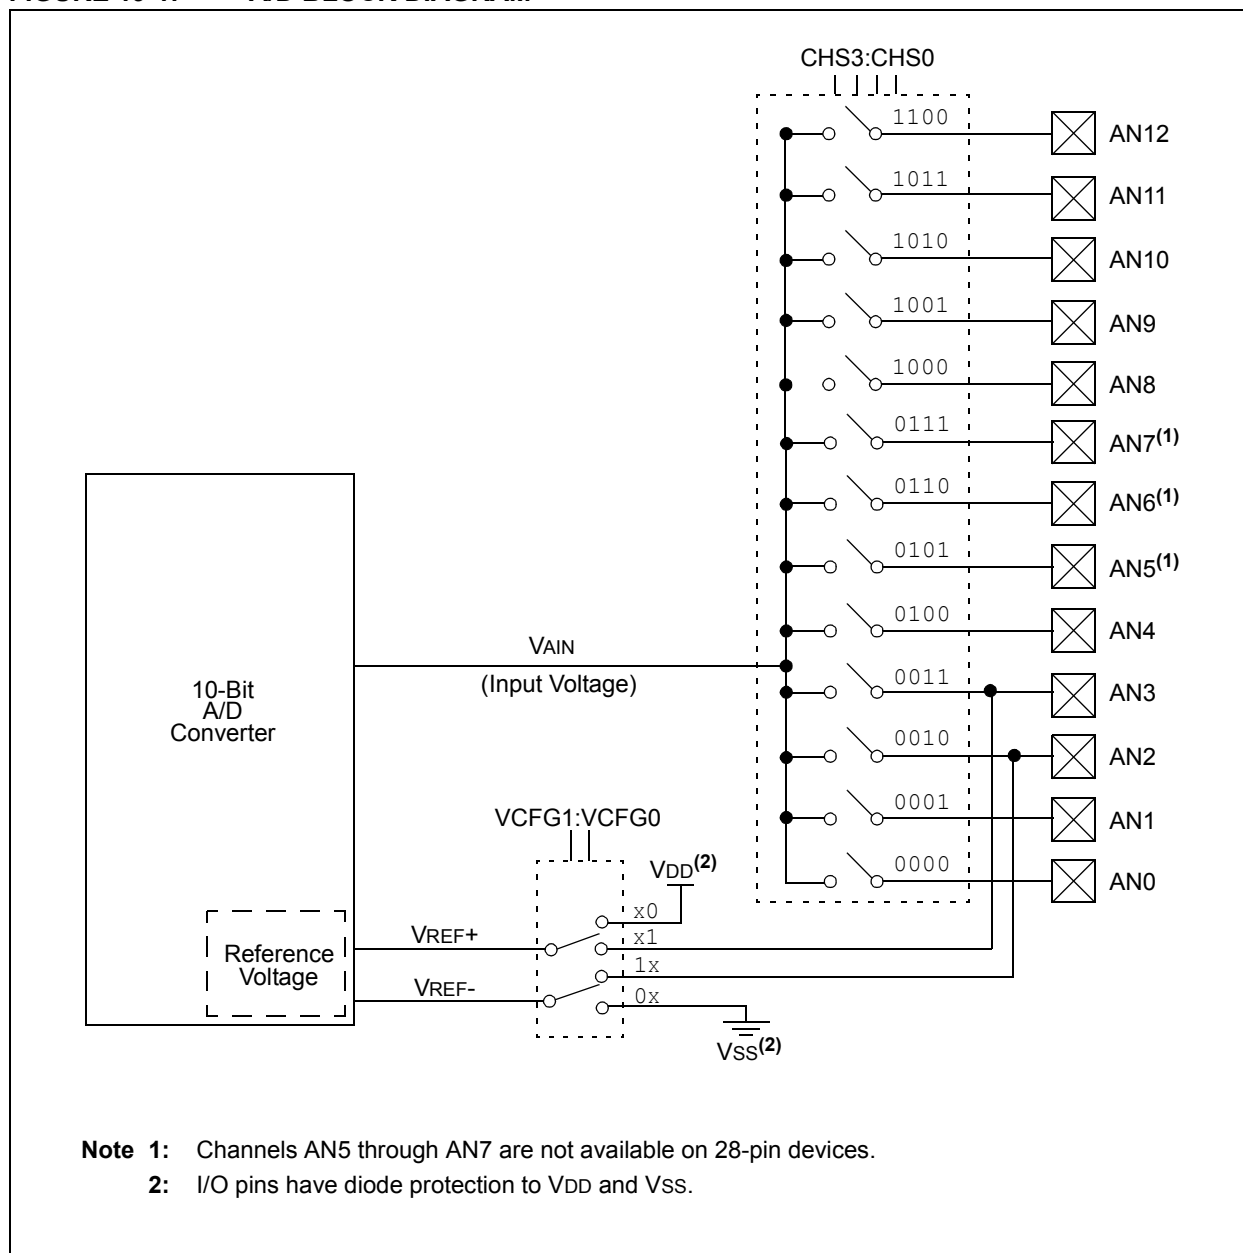 CHS3:CHS0
1100
AN12
1011
AN11
1010
AN10
1001
AN9
1000
AN8
0111
AN7(1)
0110
AN6(1)
0101
AN5(1)
0100
AN4
VAIN
(Input Voltage)
0011
AN3
10-Bit
A/D
Converter
0010
AN2
0001
AN1
VCFG1:VCFG0
0000
AN0
VDD(2)
x0
VREF+
x1
Reference
Voltage
1x
VREF-
0x
VSS(2)
Note 1: Channels AN5 through AN7 are not available on 28-pin devices.
2: I/O pins have diode protection to VDD and VSS.